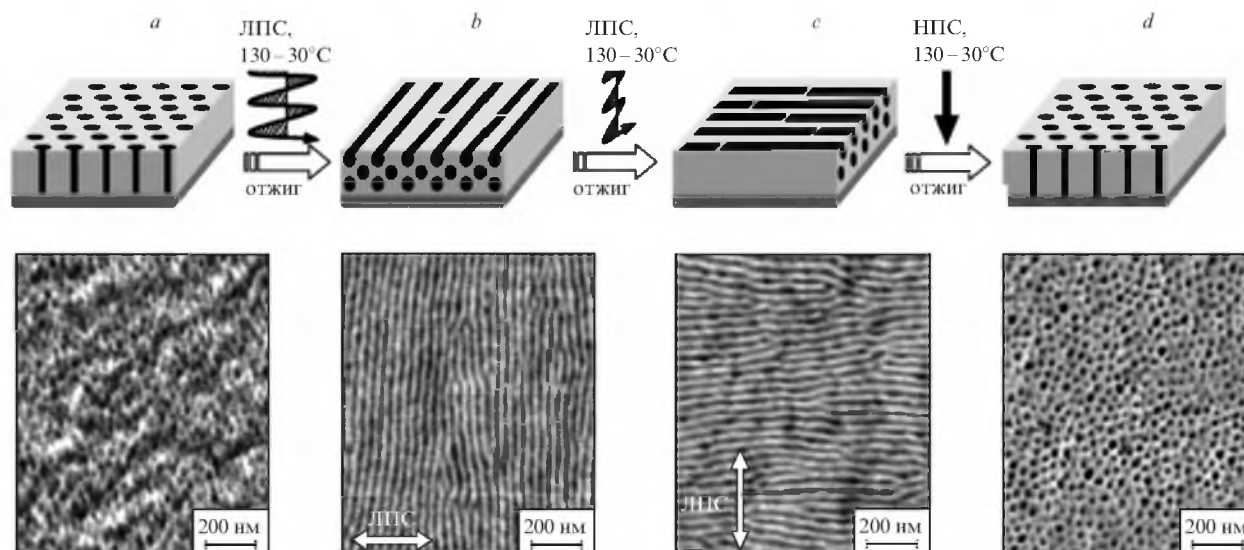 a
ЛПС,
130 – 30°C
отжиг
b
ЛПС,
130 – 30°C
отжиг
c
НПС,
130 – 30°C
отжиг
d
200 нм
ЛПС
200 нм
ЛПС
200 нм
200 нм